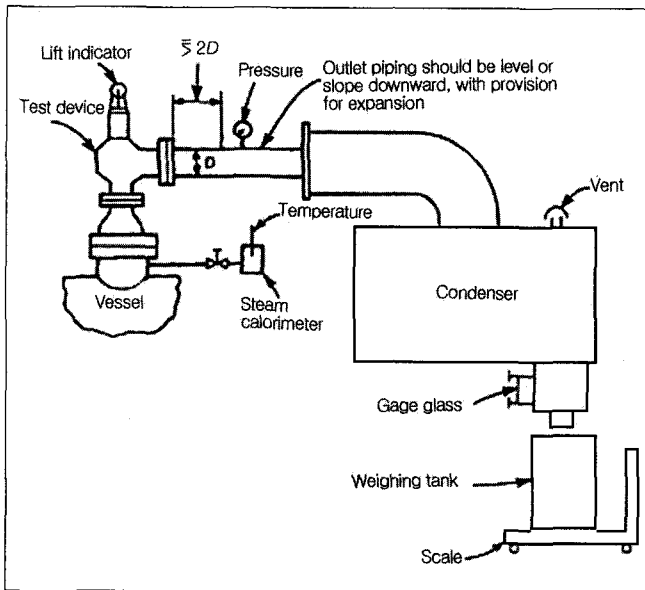 Lift indicator
Test device
⋝ 2D
Pressure
Outlet piping should be level or
slope downward, with provision
for expansion
D
Temperature
Vent
T
Vessel
Steam
calorimeter
Condenser
Gage glass
Weighing tank
Scale